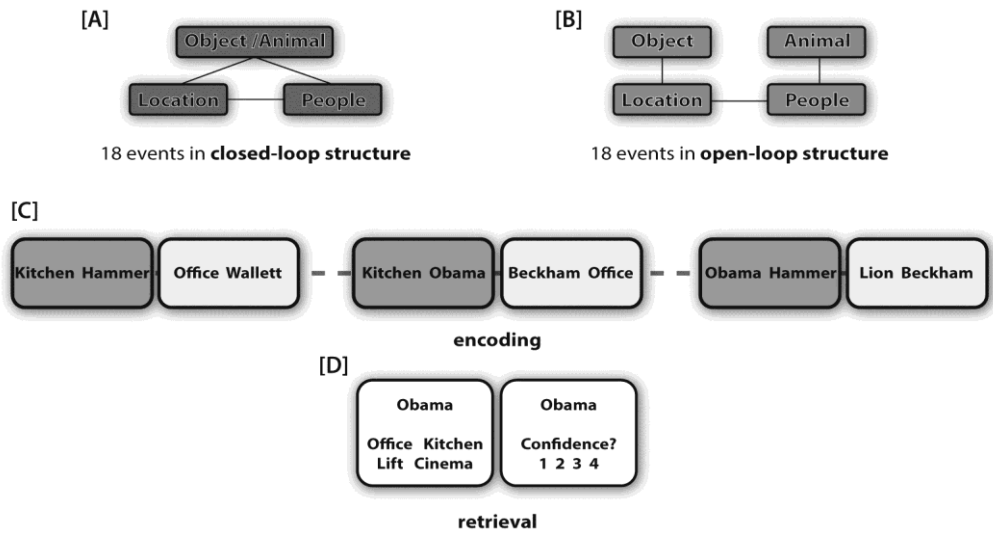 [A]
Object /Animal
Location
People
18 events in closed-loop structure
[B]
Object
Animal
Location
People
18 events in open-loop structure
[C]
Kitchen Hammer
Office Wallett
Kitchen Obama
Beckham Office
Obama Hammer
Lion Beckham
encoding
[D]
Obama
Office Kitchen
Lift Cinema
Obama
Confidence?
1 2 3 4
retrieval